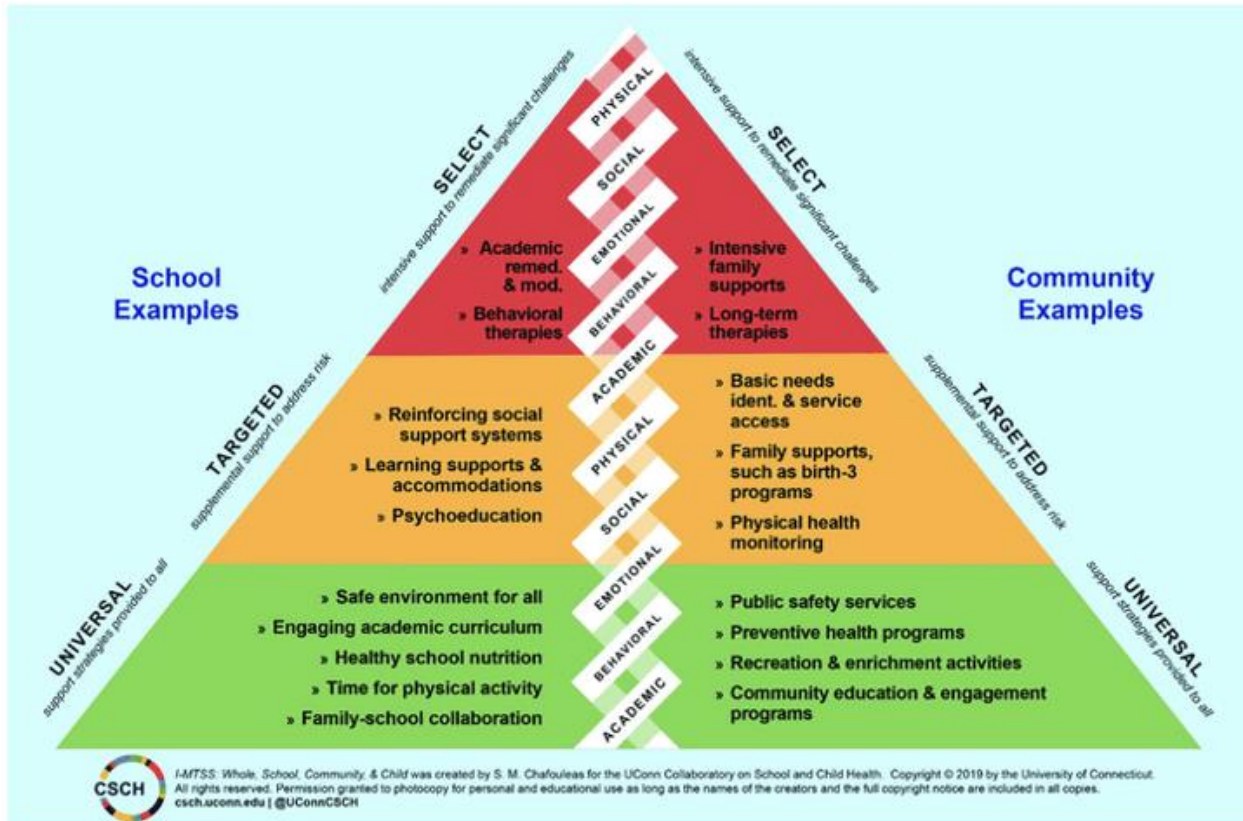 SELECT
intensive support to remediate significant challenges
SELECT
intensive support to remediate significant challenges
PHYSICAL
SOCIAL
EMOTIONAL
BEHAVIORAL
ACADEMIC
PHYSICAL
SOCIAL
EMOTIONAL
BEHAVIORAL
ACADEMIC
School
Examples
» Academic
remed.
& mod.
» Behavioral
therapies
» Intensive
family
supports
» Long-term
therapies
Community
Examples
TARGETED
supplemental support to address risk
» Reinforcing social
support systems
» Learning supports &
accommodations
» Psychoeducation
» Basic needs
ident. & service
access
» Family supports,
such as birth-3
programs
» Physical health
monitoring
TARGETED
supplemental support to address risk
UNIVERSAL
support strategies provided to all
» Safe environment for all
» Engaging academic curriculum
» Healthy school nutrition
» Time for physical activity
» Family-school collaboration
» Public safety services
» Preventive health programs
» Recreation & enrichment activities
» Community education & engagement
programs
UNIVERSAL
support strategies provided to all
CSCH
I-MTSS: Whole, School, Community, & Child was created by S. M. Chafouleas for the UConn Collaboratory on School and Child Health. Copyright © 2019 by the University of Connecticut.
All rights reserved. Permission granted to photocopy for personal and educational use as long as the names of the creators and the full copyright notice are included in all copies.
csch.uconn.edu | @UConnCSCH